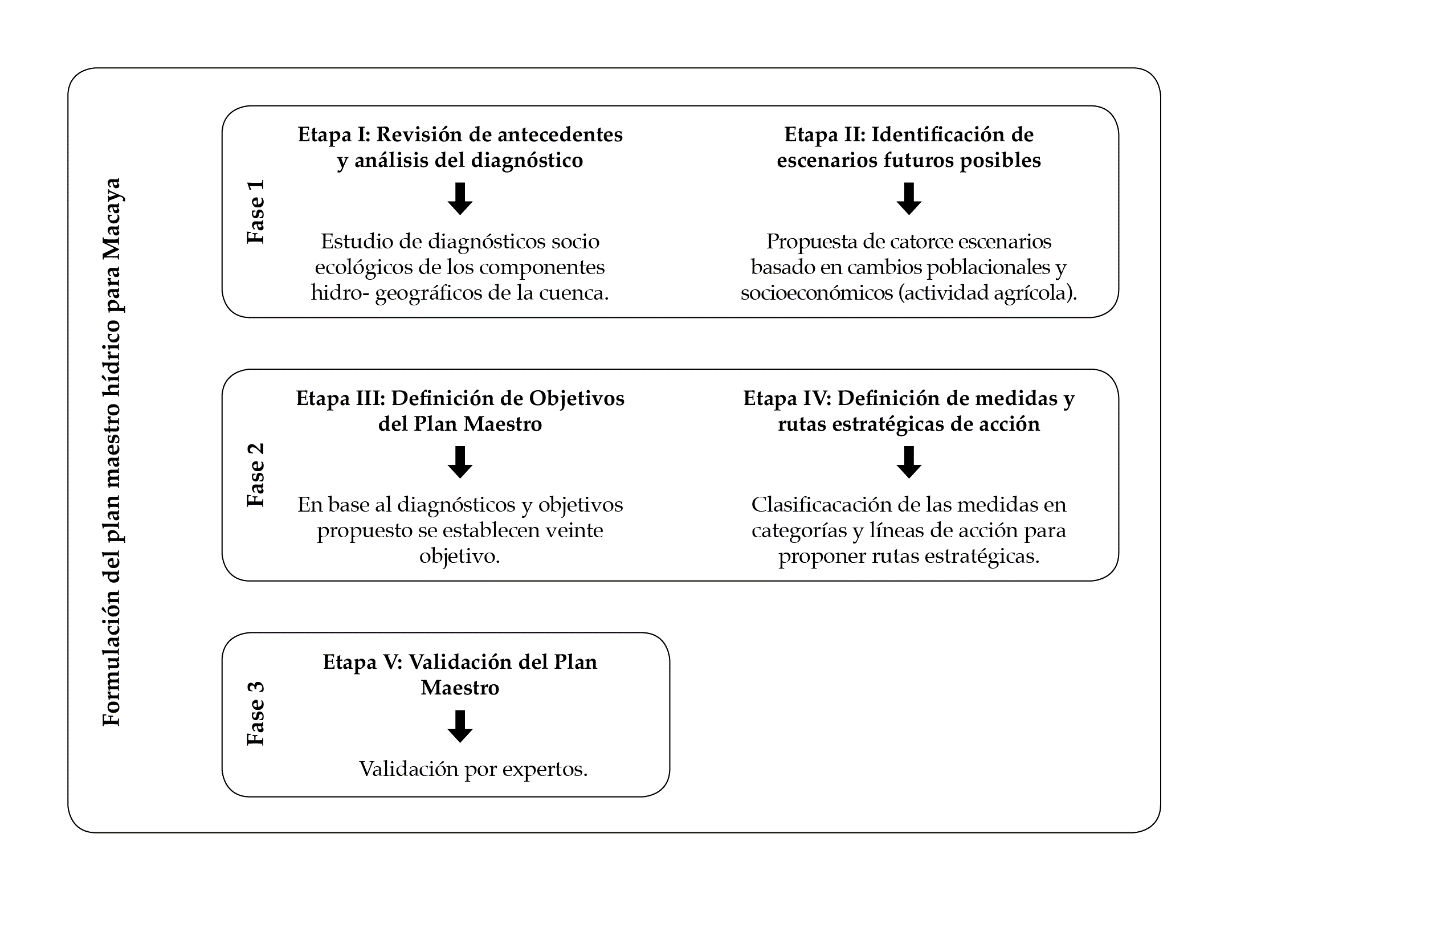 Formulación del plan maestro hídrico para Macaya
Fase 1
Etapa I: Revisión de antecedentes
y análisis del diagnóstico
Estudio de diagnósticos socio
ecológicos de los componentes
hidro- geográficos de la cuenca.
Etapa II: Identificación de
escenarios futuros posibles
Propuesta de catorce escenarios
basado en cambios poblacionales y
socioeconómicos (actividad agrícola).
Fase 2
Etapa III: Definición de Objetivos
del Plan Maestro
En base al diagnósticos y objetivos
propuesto se establecen veinte
objetivo.
Etapa IV: Definición de medidas y
rutas estratégicas de acción
Clasificacación de las medidas en
categorías y líneas de acción para
proponer rutas estratégicas.
Fase 3
Etapa V: Validación del Plan
Maestro
Validación por expertos.